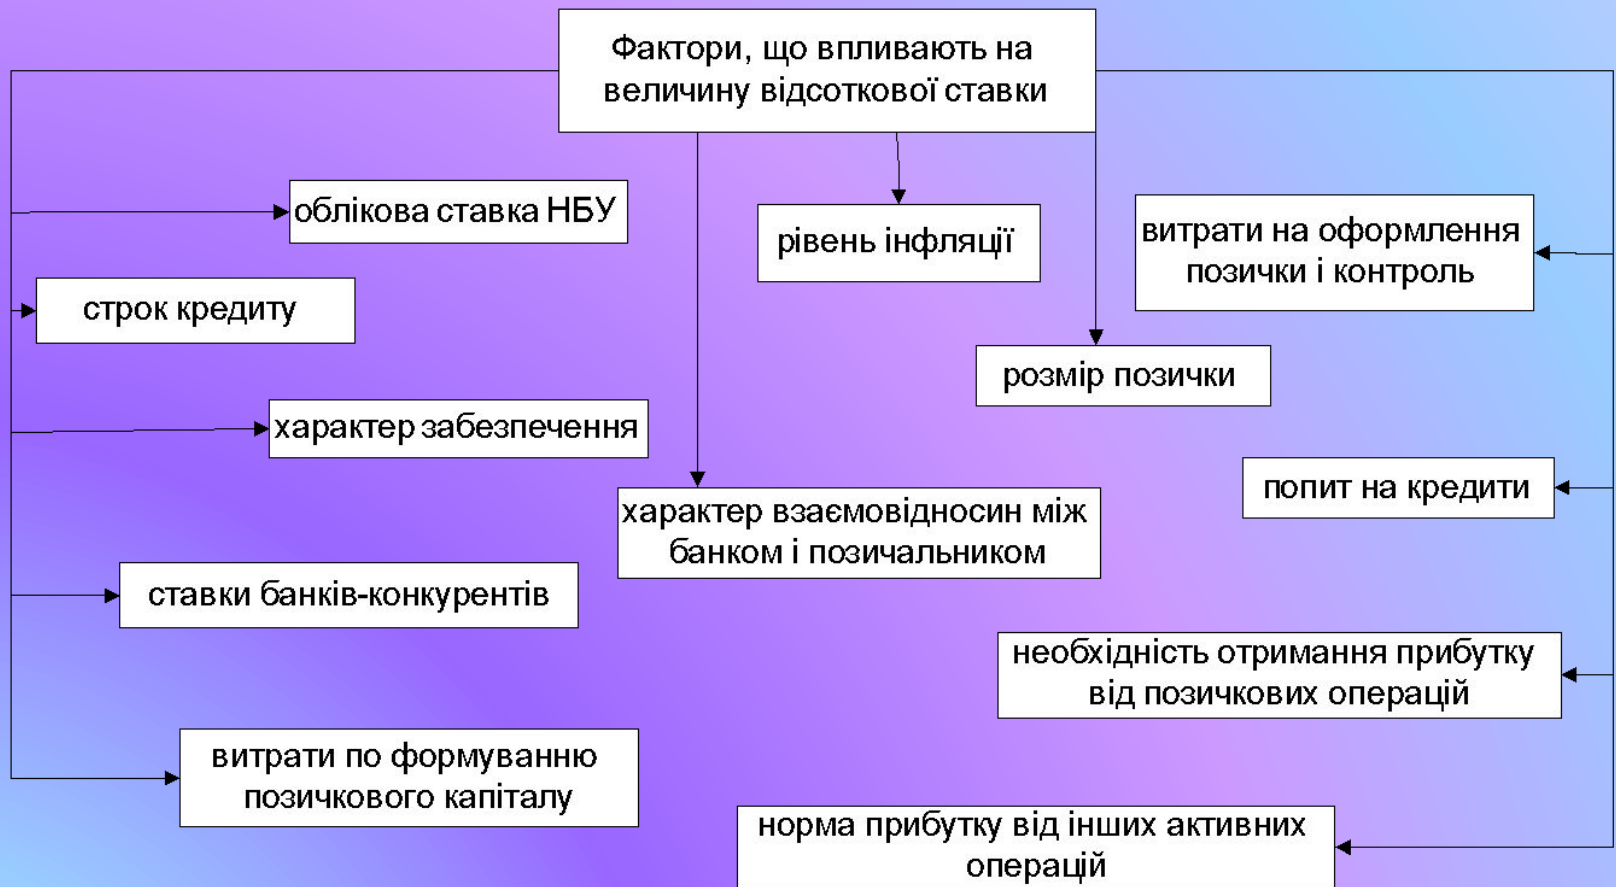 Фактори, що впливають на
величину відсоткової ставки
облікова ставка НБУ
рівень інфляції
витрати на оформлення
позички і контроль
строк кредиту
розмір позички
характер забезпечення
попит на кредити
характер взаємовідносин між
банком і позичальником
ставки банків-конкурентів
необхідність отримання прибутку
від позичкових операцій
витрати по формуванню
позичкового капіталу
норма прибутку від інших активних
операцій